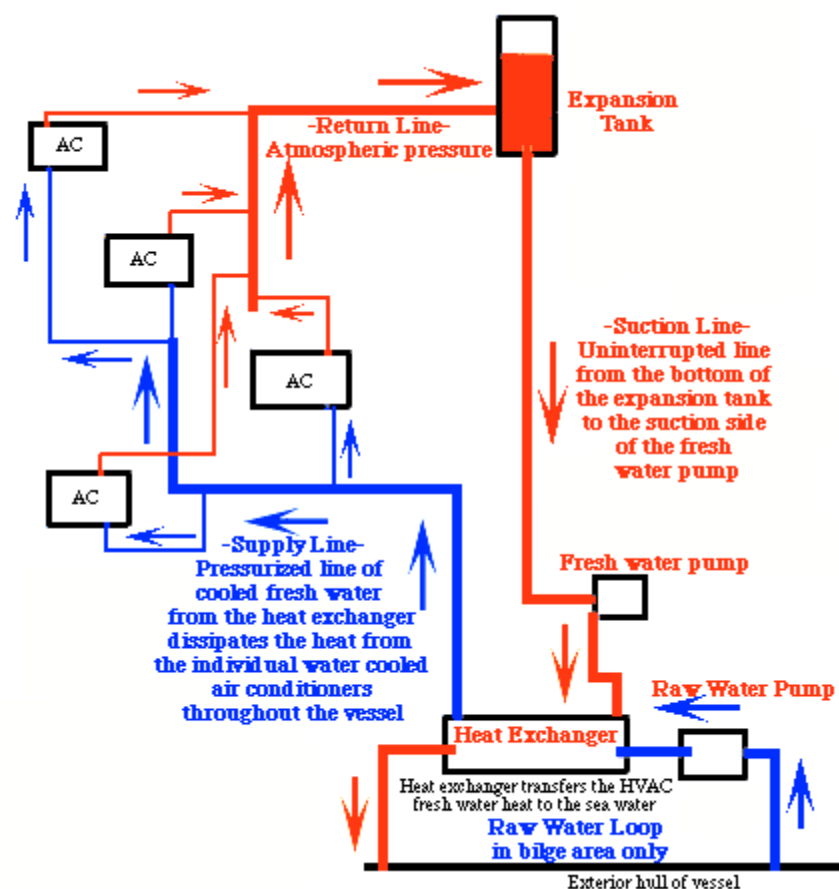 Expansion
Tank
-Return Line-
Atmospheric pressure
AC
AC
AC
AC
-Suction Line-
Uninterrupted line
from the bottom of
the expansion tank
to the suction side
of the fresh
water pump
-Supply Line-
Pressurized line of
cooled fresh water
from the heat exchanger
dissipates the heat from
the individual water cooled
air conditioners
throughout the vessel
Fresh water pump
Raw Water Pump
Heat Exchanger
Heat exchanger transfers the HVAC
fresh water heat to the sea water
Raw Water Loop
in bilge area only
Exterior hull of vessel